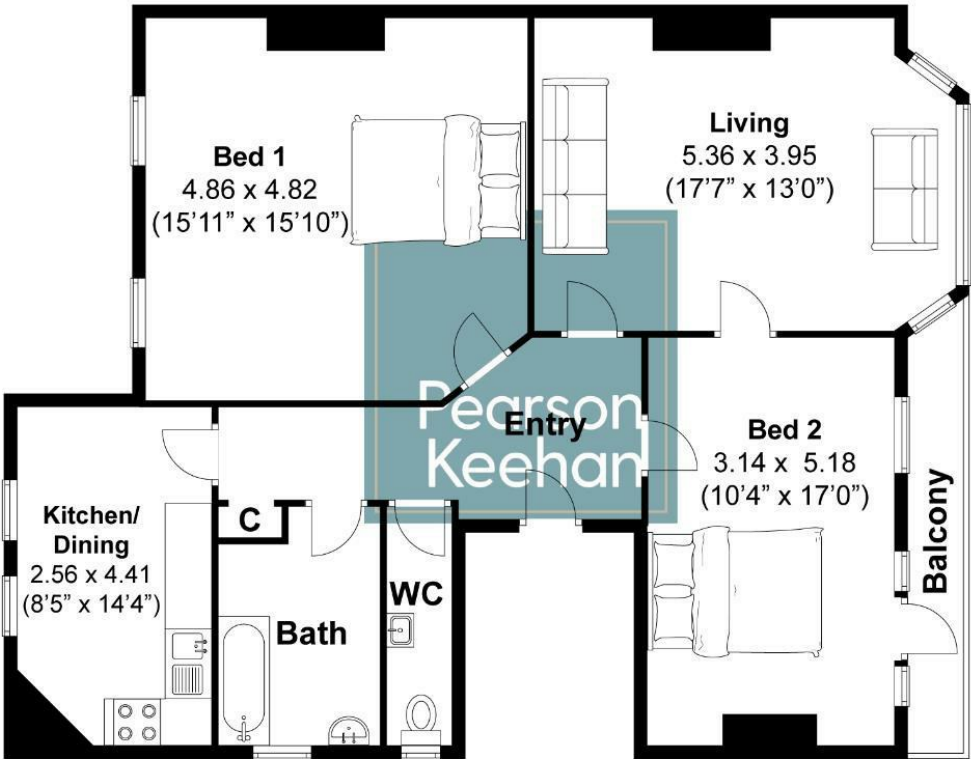 Bed 1
4.86 x 4.82
(15’11” x 15’10”)
Living
5.36 x 3.95
(17’7” x 13’0”)
Pearson
Keehan
Entry
Bed 2
3.14 x 5.18
(10’4” x 17’0”)
Balcony
Kitchen/
Dining
2.56 x 4.41
(8’5” x 14’4”)
C
Bath
WC